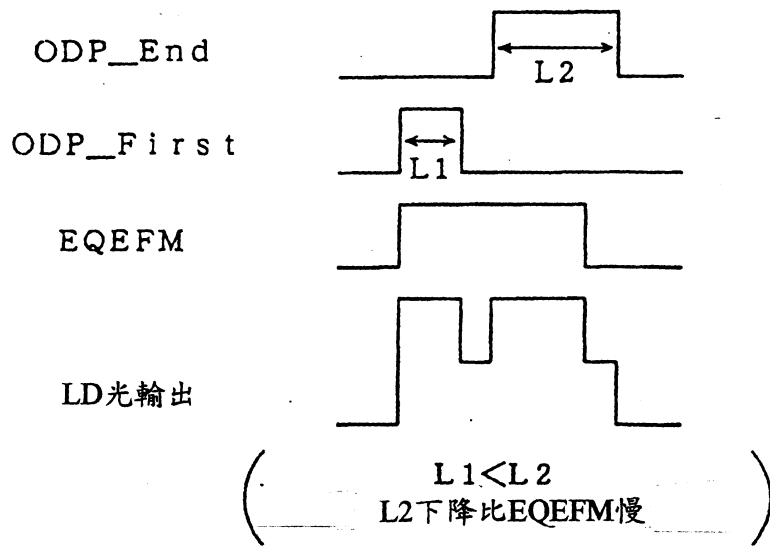 ODP_End
L2
ODP_First
L1
EQEFM
LD光輸出
L1<L2
L2下降比EQEFM慢